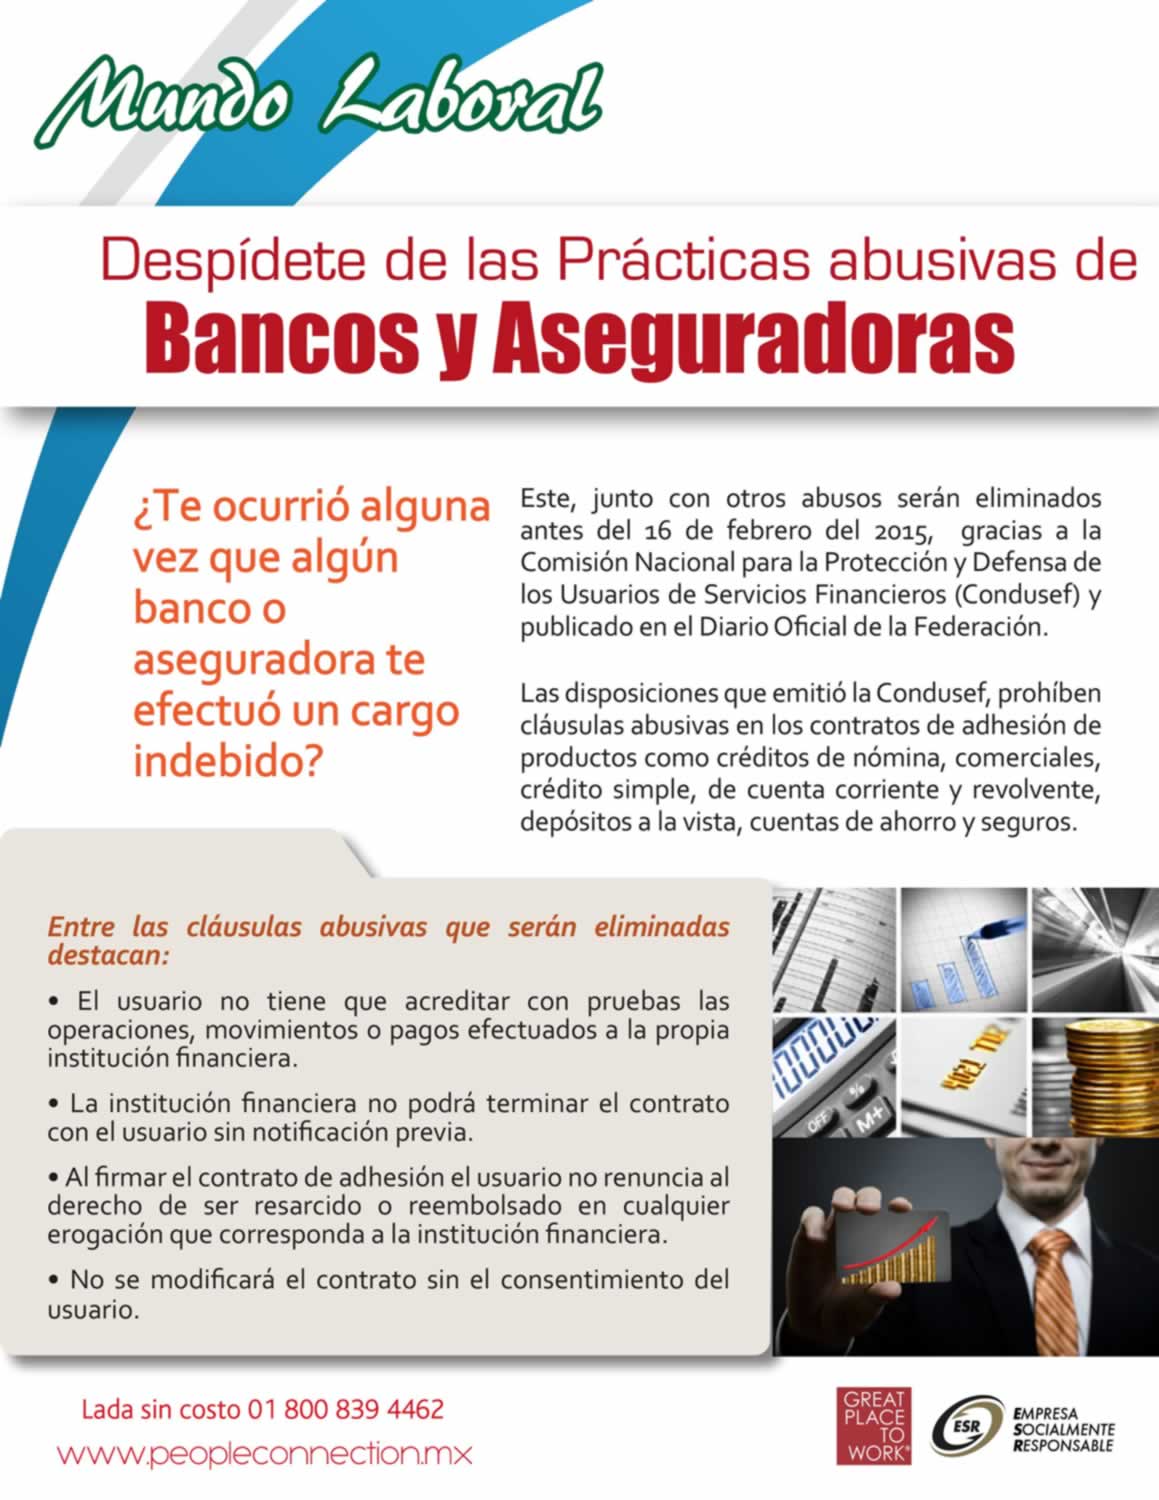 Mundo Laboral
Despídete de las Prácticas abusivas de
Bancos y Aseguradoras
¿Te ocurrió alguna
vez que algún
banco o
aseguradora te
efectuó un cargo
indebido?
Este, junto con otros abusos serán eliminados
antes del 16 de febrero del 2015, gracias a la
Comisión Nacional para la Protección y Defensa de
los Usuarios de Servicios Financieros (Condusef) y
publicado en el Diario Oficial de la Federación.
Las disposiciones que emitió la Condusef, prohíben
cláusulas abusivas en los contratos de adhesión de
productos como créditos de nómina, comerciales,
crédito simple, de cuenta corriente y revolvente,
depósitos a la vista, cuentas de ahorro y seguros.
Entre las cláusulas abusivas que serán eliminadas
destacan:
• El usuario no tiene que acreditar con pruebas las
operaciones, movimientos o pagos efectuados a la propia
institución financiera.
• La institución financiera no podrá terminar el contrato
con el usuario sin notificación previa.
• Al firmar el contrato de adhesión el usuario no renuncia al
derecho de ser resarcido o reembolsado en cualquier
erogación que corresponda a la institución financiera.
• No se modificará el contrato sin el consentimiento del
usuario.
OFF % M+
Lada sin costo 01 800 839 4462
www.peopleconnection.mx
GREAT
PLACE
TO
WORK®
ESR
EMPRESA
SOCIALMENTE
RESPONSABLE